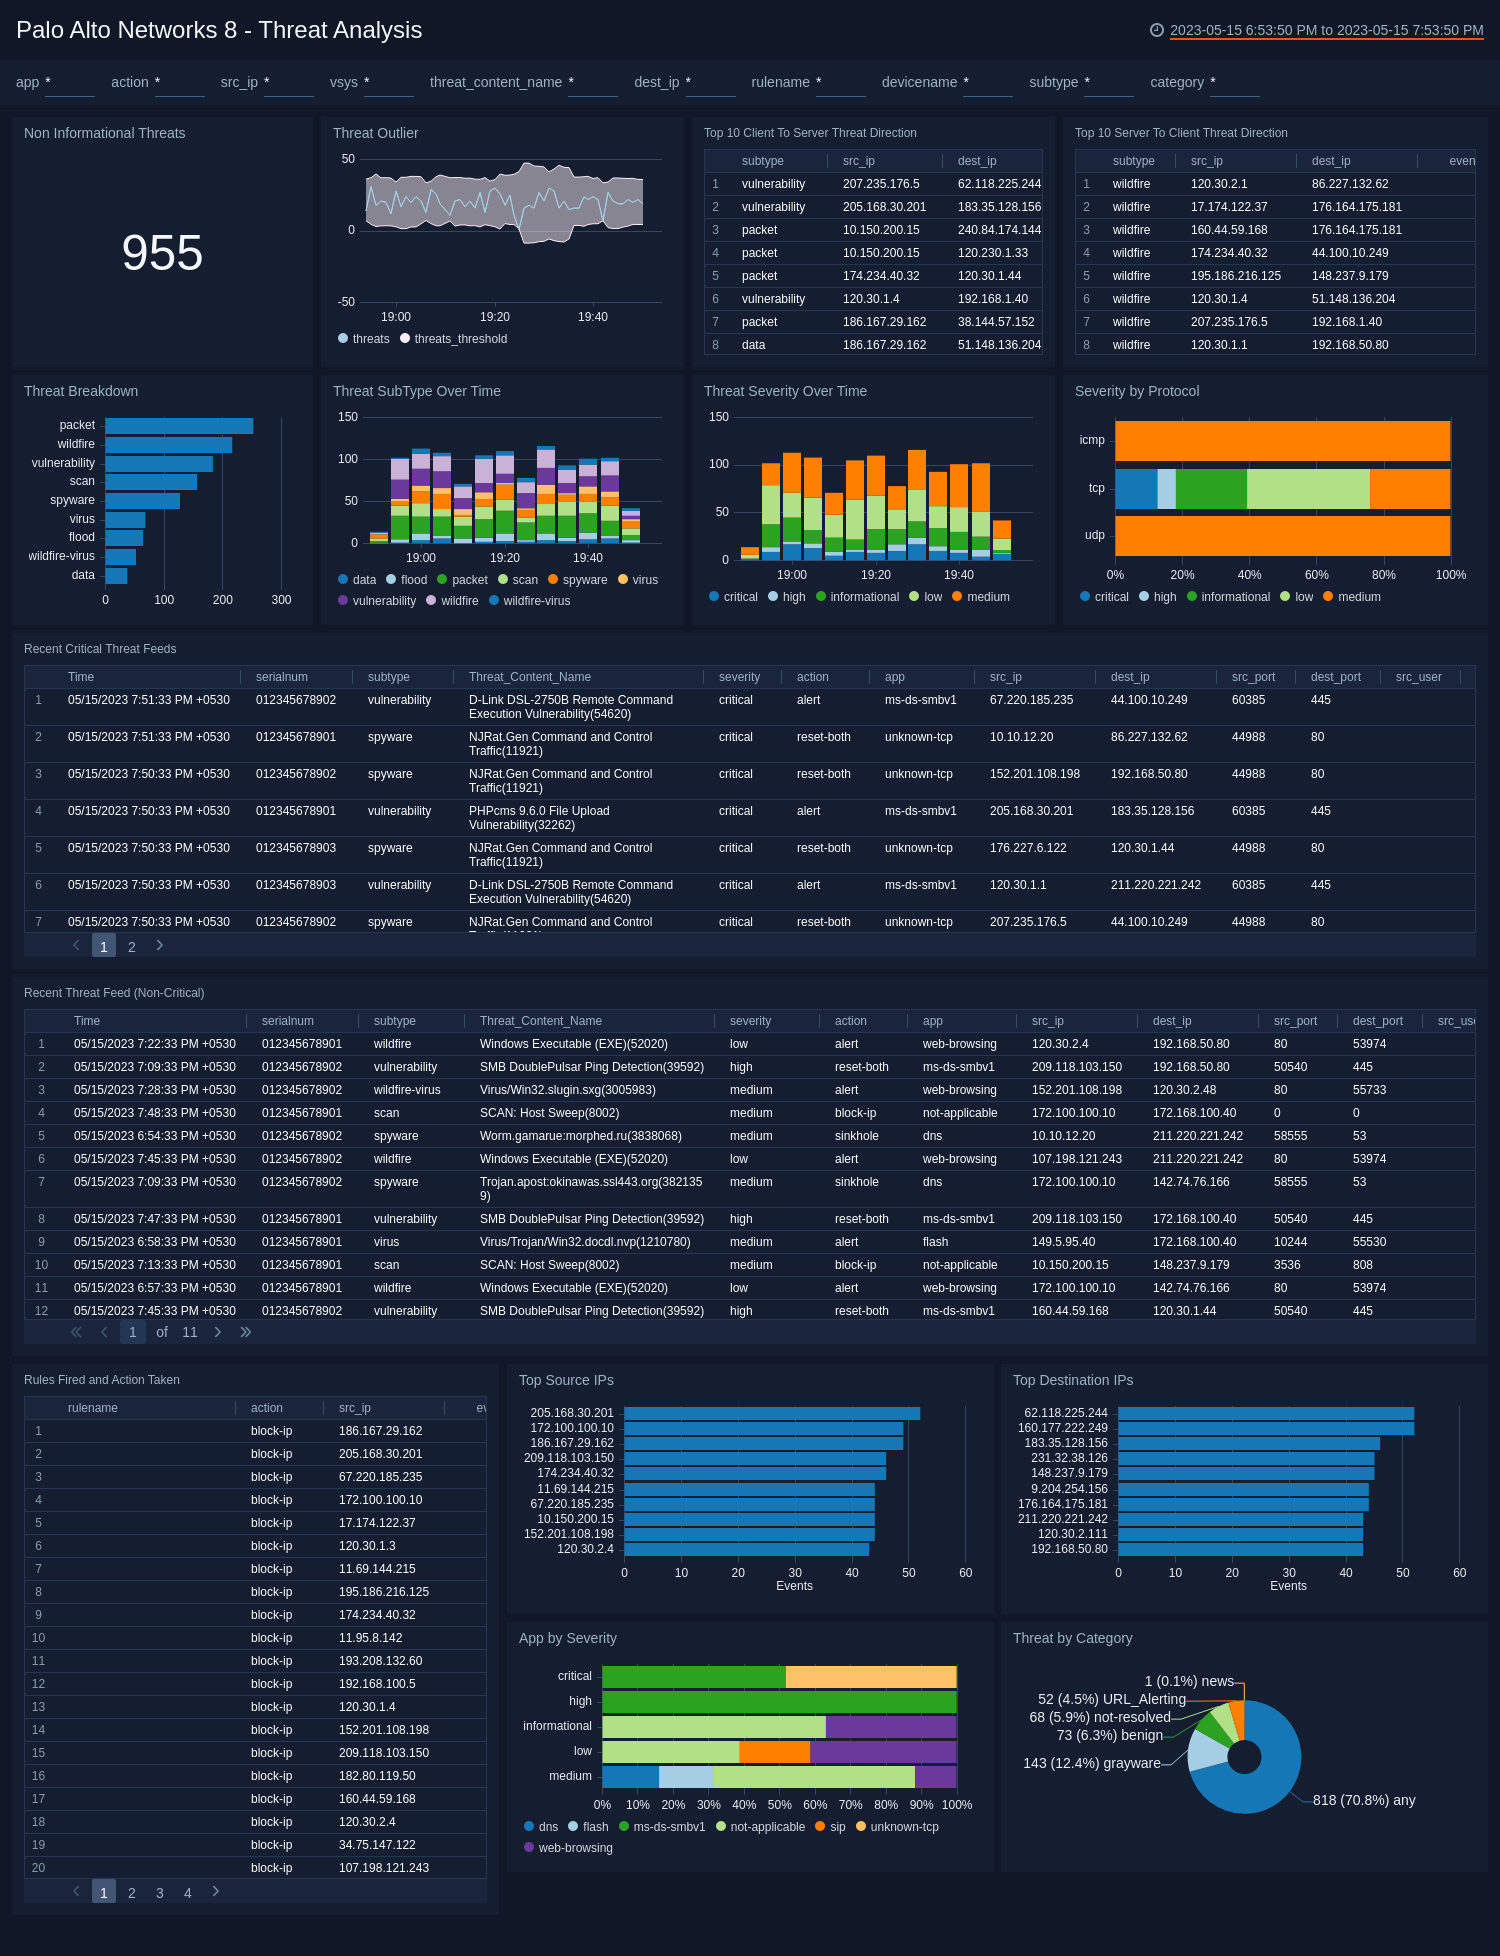 Palo Alto Networks 8 - Threat Analysis
2023-05-15 6:53:50 PM to 2023-05-15 7:53:50 PM
app * action * src_ip * vsys * threat_content_name * dest_ip * rulename * devicename * subtype * category *
Non Informational Threats
955
Threat Outlier
50
0
-50
19:00 19:20 19:40
threats threats_threshold
Top 10 Client To Server Threat Direction
subtype src_ip dest_ip
1 vulnerability 207.235.176.5 62.118.225.244
2 vulnerability 205.168.30.201 183.35.128.156
3 packet 10.150.200.15 240.84.174.144
4 packet 10.150.200.15 120.230.1.33
5 packet 174.234.40.32 120.30.1.44
6 vulnerability 120.30.1.4 192.168.1.40
7 packet 186.167.29.162 38.144.57.152
8 data 186.167.29.162 51.148.136.204
Top 10 Server To Client Threat Direction
subtype src_ip dest_ip even
1 wildfire 120.30.2.1 86.227.132.62
2 wildfire 17.174.122.37 176.164.175.181
3 wildfire 160.44.59.168 176.164.175.181
4 wildfire 174.234.40.32 44.100.10.249
5 wildfire 195.186.216.125 148.237.9.179
6 wildfire 120.30.1.4 51.148.136.204
7 wildfire 207.235.176.5 192.168.1.40
8 wildfire 120.30.1.1 192.168.50.80
Threat Breakdown
packet
wildfire
vulnerability
scan
spyware
virus
flood
wildfire-virus
data
0 100 200 300
Threat SubType Over Time
150
100
50
0
19:00 19:20 19:40
data flood packet scan spyware virus
vulnerability wildfire wildfire-virus
Threat Severity Over Time
150
100
50
0
19:00 19:20 19:40
critical high informational low medium
Severity by Protocol
icmp
tcp
udp
0% 20% 40% 60% 80% 100%
critical high informational low medium
Recent Critical Threat Feeds
Time serialnum subtype Threat_Content_Name severity action app src_ip dest_ip src_port dest_port src_user
1 05/15/2023 7:51:33 PM +0530 012345678902 vulnerability D-Link DSL-2750B Remote Command critical alert ms-ds-smbv1 67.220.185.235 44.100.10.249 60385 445
Execution Vulnerability(54620)
2 05/15/2023 7:51:33 PM +0530 012345678901 spyware NJRat.Gen Command and Control critical reset-both unknown-tcp 10.10.12.20 86.227.132.62 44988 80
Traffic(11921)
3 05/15/2023 7:50:33 PM +0530 012345678902 spyware NJRat.Gen Command and Control critical reset-both unknown-tcp 152.201.108.198 192.168.50.80 44988 80
Traffic(11921)
4 05/15/2023 7:50:33 PM +0530 012345678901 vulnerability PHPcms 9.6.0 File Upload critical alert ms-ds-smbv1 205.168.30.201 183.35.128.156 60385 445
Vulnerability(32262)
5 05/15/2023 7:50:33 PM +0530 012345678903 spyware NJRat.Gen Command and Control critical reset-both unknown-tcp 176.227.6.122 120.30.1.44 44988 80
Traffic(11921)
6 05/15/2023 7:50:33 PM +0530 012345678903 vulnerability D-Link DSL-2750B Remote Command critical alert ms-ds-smbv1 120.30.1.1 211.220.221.242 60385 445
Execution Vulnerability(54620)
7 05/15/2023 7:50:33 PM +0530 012345678902 spyware NJRat.Gen Command and Control critical reset-both unknown-tcp 207.235.176.5 44.100.10.249 44988 80
1 2
Recent Threat Feed (Non-Critical)
Time serialnum subtype Threat_Content_Name severity action app src_ip dest_ip src_port dest_port src_use
1 05/15/2023 7:22:33 PM +0530 012345678901 wildfire Windows Executable (EXE)(52020) low alert web-browsing 120.30.2.4 192.168.50.80 80 53974
2 05/15/2023 7:09:33 PM +0530 012345678902 vulnerability SMB DoublePulsar Ping Detection(39592) high reset-both ms-ds-smbv1 209.118.103.150 192.168.50.80 50540 445
3 05/15/2023 7:28:33 PM +0530 012345678902 wildfire-virus Virus/Win32.slugin.sxg(3005983) medium alert web-browsing 152.201.108.198 120.30.2.48 80 55733
4 05/15/2023 7:48:33 PM +0530 012345678901 scan SCAN: Host Sweep(8002) medium block-ip not-applicable 172.100.100.10 172.168.100.40 0 0
5 05/15/2023 6:54:33 PM +0530 012345678902 spyware Worm.gamarue:morphed.ru(3838068) medium sinkhole dns 10.10.12.20 211.220.221.242 58555 53
6 05/15/2023 7:45:33 PM +0530 012345678902 wildfire Windows Executable (EXE)(52020) low alert web-browsing 107.198.121.243 211.220.221.242 80 53974
7 05/15/2023 7:09:33 PM +0530 012345678902 spyware Trojan.apost:okinawas.ssl443.org(382135 medium sinkhole dns 172.100.100.10 142.74.76.166 58555 53
9)
8 05/15/2023 7:47:33 PM +0530 012345678901 vulnerability SMB DoublePulsar Ping Detection(39592) high reset-both ms-ds-smbv1 209.118.103.150 172.168.100.40 50540 445
9 05/15/2023 6:58:33 PM +0530 012345678901 virus Virus/Trojan/Win32.docdl.nvp(1210780) medium alert flash 149.5.95.40 172.168.100.40 10244 55530
10 05/15/2023 7:13:33 PM +0530 012345678901 scan SCAN: Host Sweep(8002) medium block-ip not-applicable 10.150.200.15 148.237.9.179 3536 808
11 05/15/2023 6:57:33 PM +0530 012345678901 wildfire Windows Executable (EXE)(52020) low alert web-browsing 172.100.100.10 142.74.76.166 80 53974
12 05/15/2023 7:45:33 PM +0530 012345678902 vulnerability SMB DoublePulsar Ping Detection(39592) high reset-both ms-ds-smbv1 160.44.59.168 120.30.1.44 50540 445
1 of 11
Rules Fired and Action Taken
rulename action src_ip ev
1 block-ip 186.167.29.162
2 block-ip 205.168.30.201
3 block-ip 67.220.185.235
4 block-ip 172.100.100.10
5 block-ip 17.174.122.37
6 block-ip 120.30.1.3
7 block-ip 11.69.144.215
8 block-ip 195.186.216.125
9 block-ip 174.234.40.32
10 block-ip 11.95.8.142
11 block-ip 193.208.132.60
12 block-ip 192.168.100.5
13 block-ip 120.30.1.4
14 block-ip 152.201.108.198
15 block-ip 209.118.103.150
16 block-ip 182.80.119.50
17 block-ip 160.44.59.168
18 block-ip 120.30.2.4
19 block-ip 34.75.147.122
20 block-ip 107.198.121.243
1 2 3 4
Top Source IPs
205.168.30.201
172.100.100.10
186.167.29.162
209.118.103.150
174.234.40.32
11.69.144.215
67.220.185.235
10.150.200.15
152.201.108.198
120.30.2.4
0 10 20 30 40 50 60
Events
Top Destination IPs
62.118.225.244
160.177.222.249
183.35.128.156
231.32.38.126
148.237.9.179
9.204.254.156
176.164.175.181
211.220.221.242
120.30.2.111
192.168.50.80
0 10 20 30 40 50 60
Events
App by Severity
critical
high
informational
low
medium
0% 10% 20% 30% 40% 50% 60% 70% 80% 90% 100%
dns flash ms-ds-smbv1 not-applicable sip unknown-tcp
web-browsing
Threat by Category
1 (0.1%) news
52 (4.5%) URL_Alerting
68 (5.9%) not-resolved
73 (6.3%) benign
143 (12.4%) grayware
818 (70.8%) any